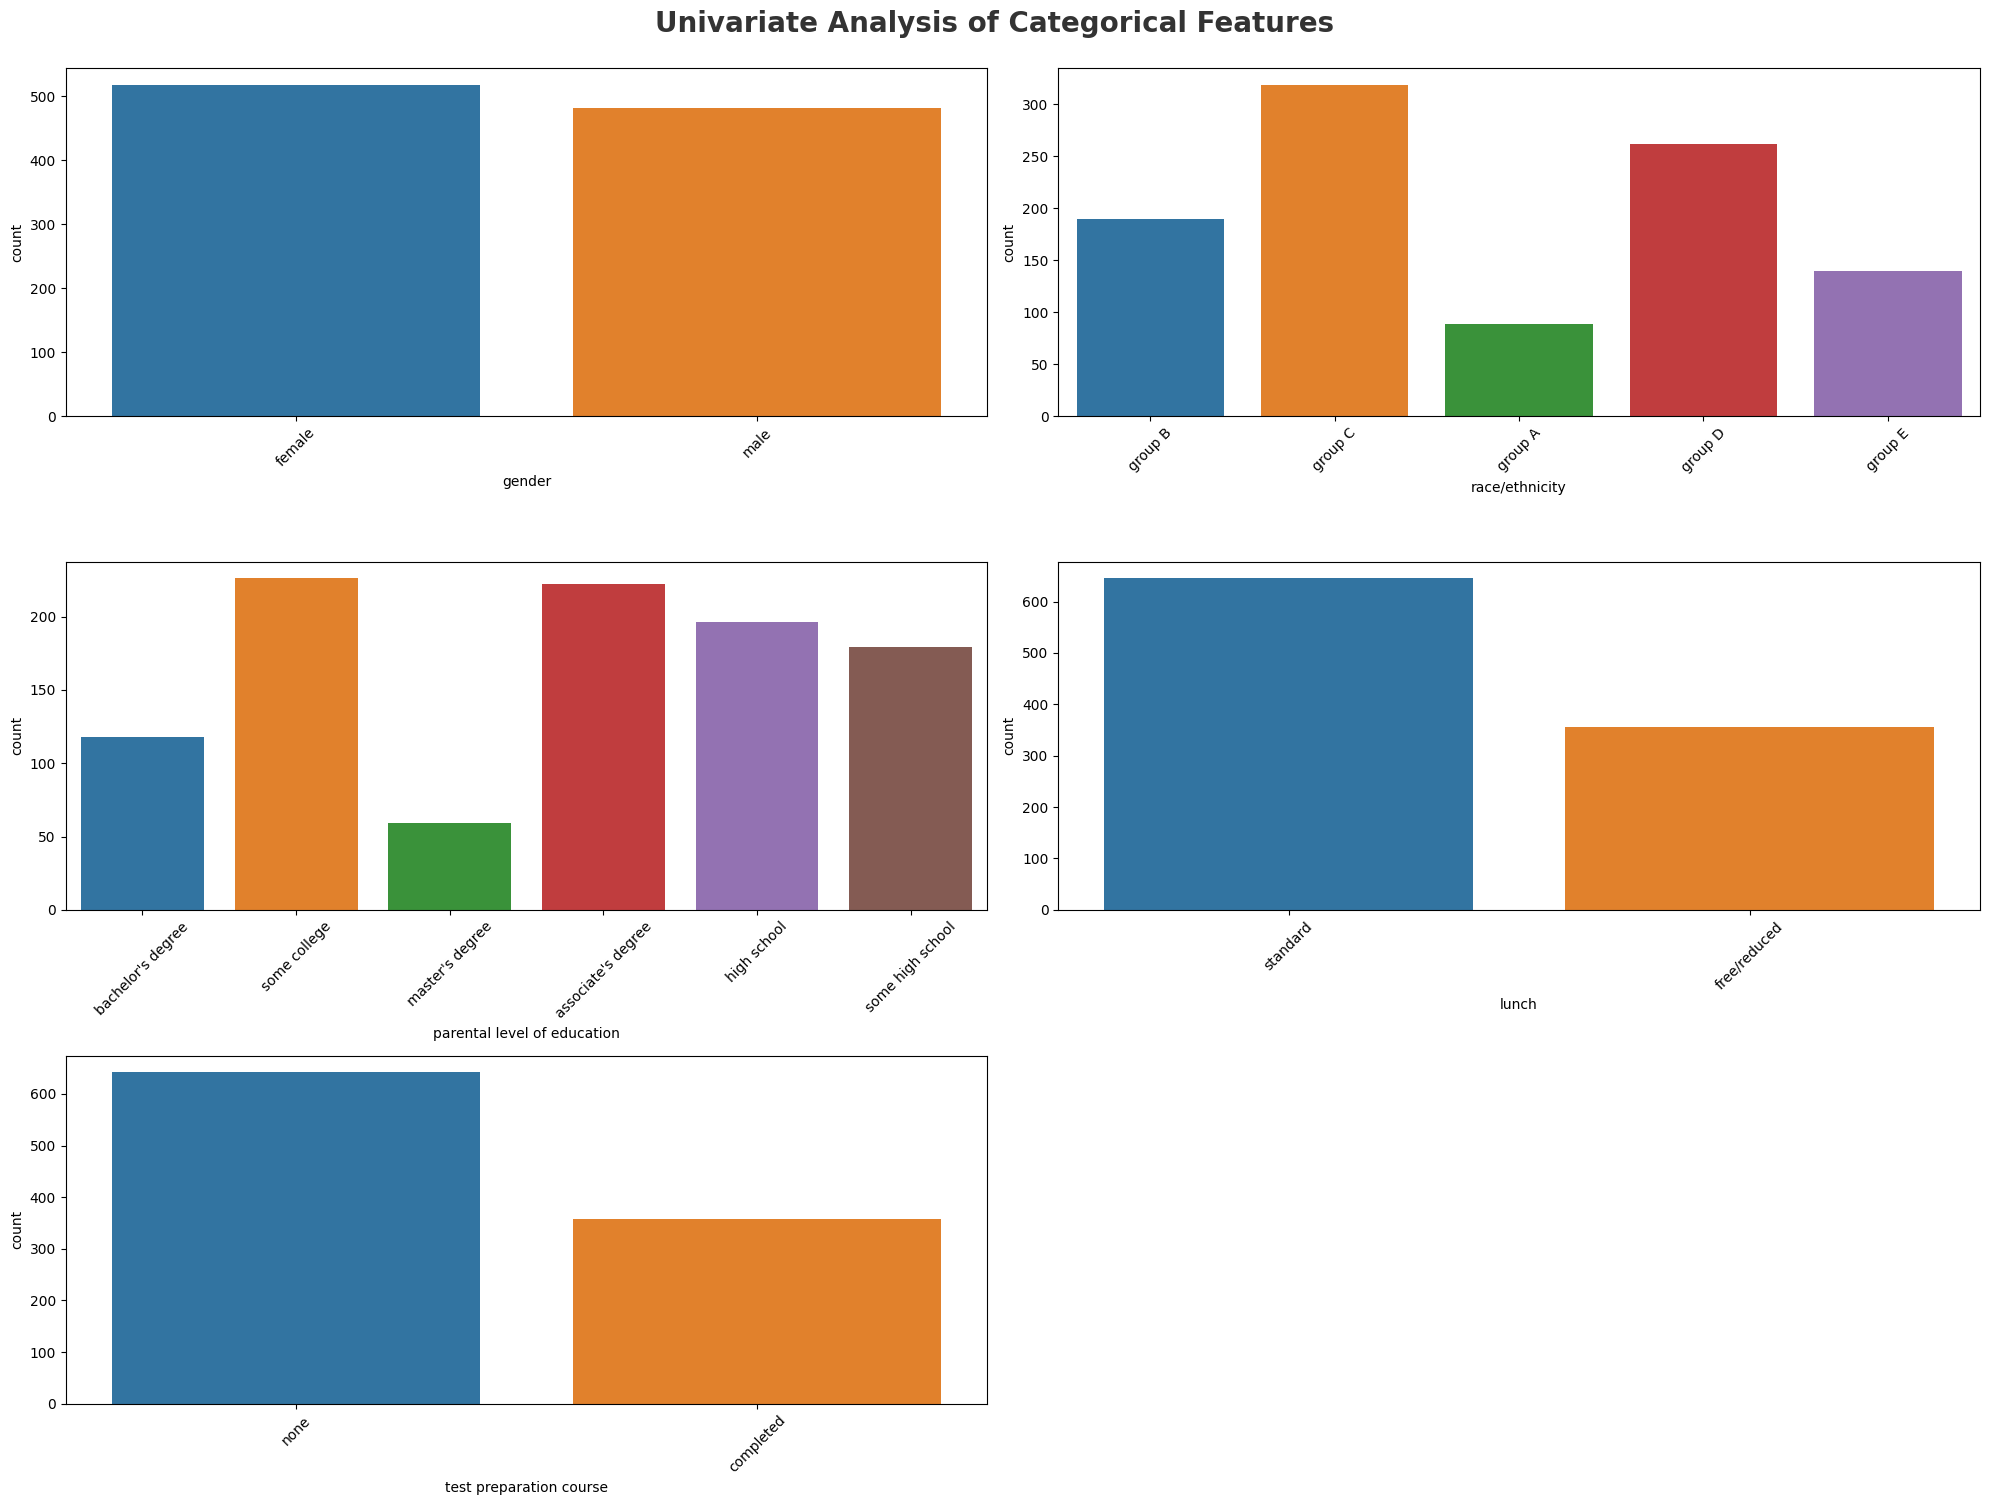 Univariate Analysis of Categorical Features
500
400
300
200
100
0
count
female
male
gender
300
250
200
150
100
50
0
count
group B
group C
group A
group D
group E
race/ethnicity
200
150
100
50
0
count
bachelor's degree
some college
master's degree
associate's degree
high school
some high school
parental level of education
600
500
400
300
200
100
0
count
standard
free/reduced
lunch
600
500
400
300
200
100
0
count
none
completed
test preparation course